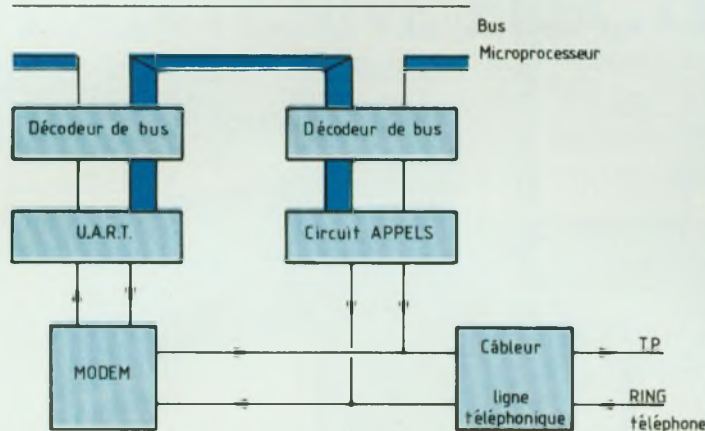 Bus
Microprocesseur
Décodeur de bus
Décodeur de bus
U.A.R.T.
Circuit APPELS
MODEM
Câbleur
ligne
téléphonique
T.P.
RING
téléphone